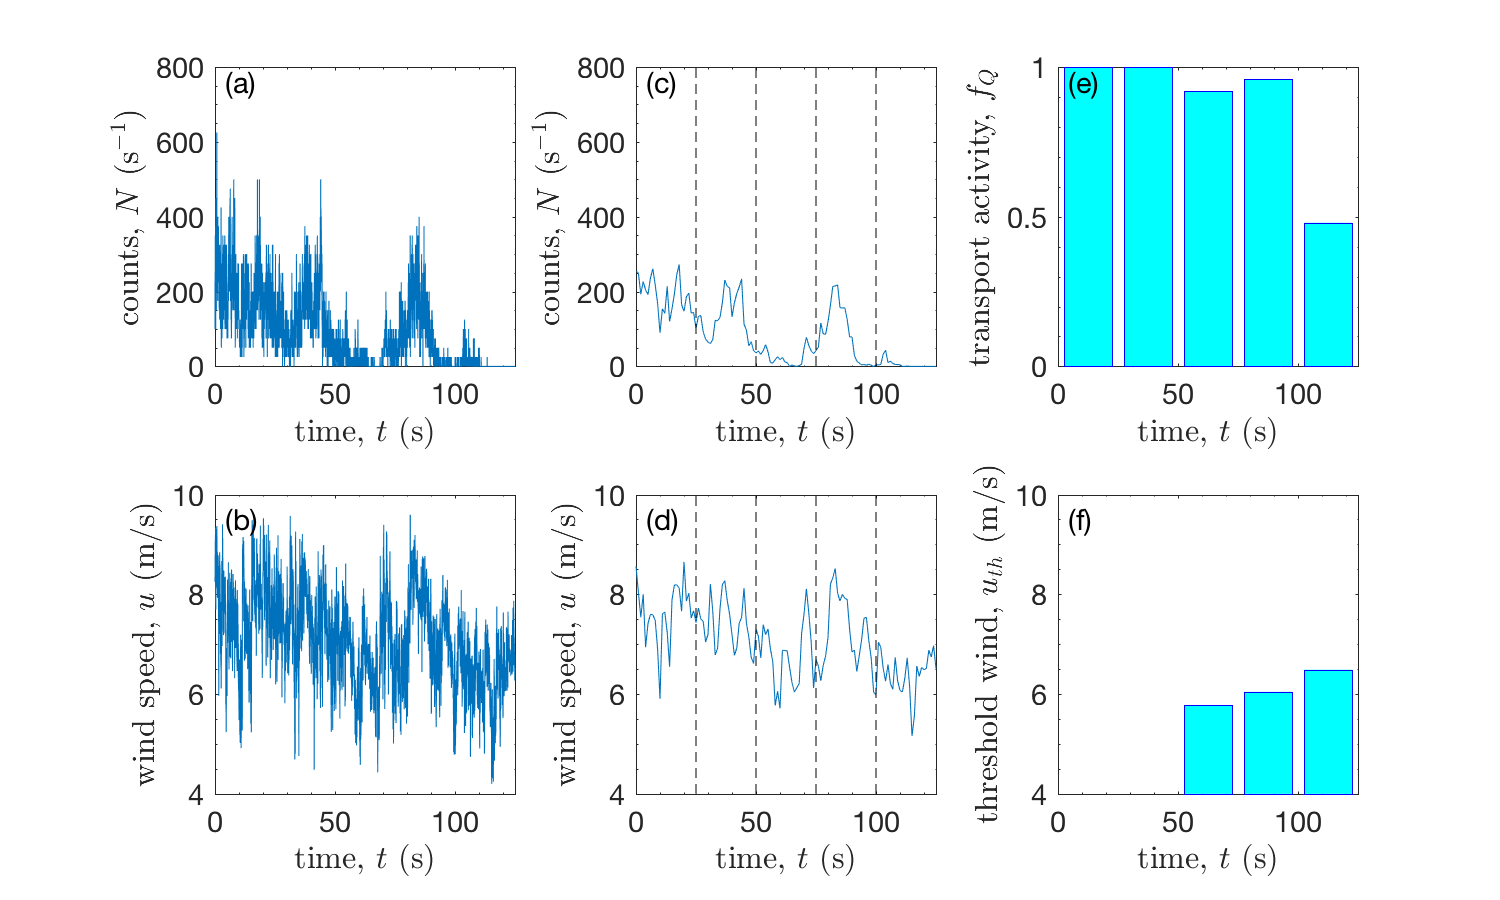 (a)
counts, N (s⁻¹)
800
600
400
200
0
0 50 100
time, t (s)
(c)
counts, N (s⁻¹)
800
600
400
200
0
0 50 100
time, t (s)
(e)
transport activity, f_Q
1
0.5
0
0 50 100
time, t (s)
(b)
wind speed, u (m/s)
10
8
6
4
0 50 100
time, t (s)
(d)
wind speed, u (m/s)
10
8
6
4
0 50 100
time, t (s)
(f)
threshold wind, u_th (m/s)
10
8
6
4
0 50 100
time, t (s)